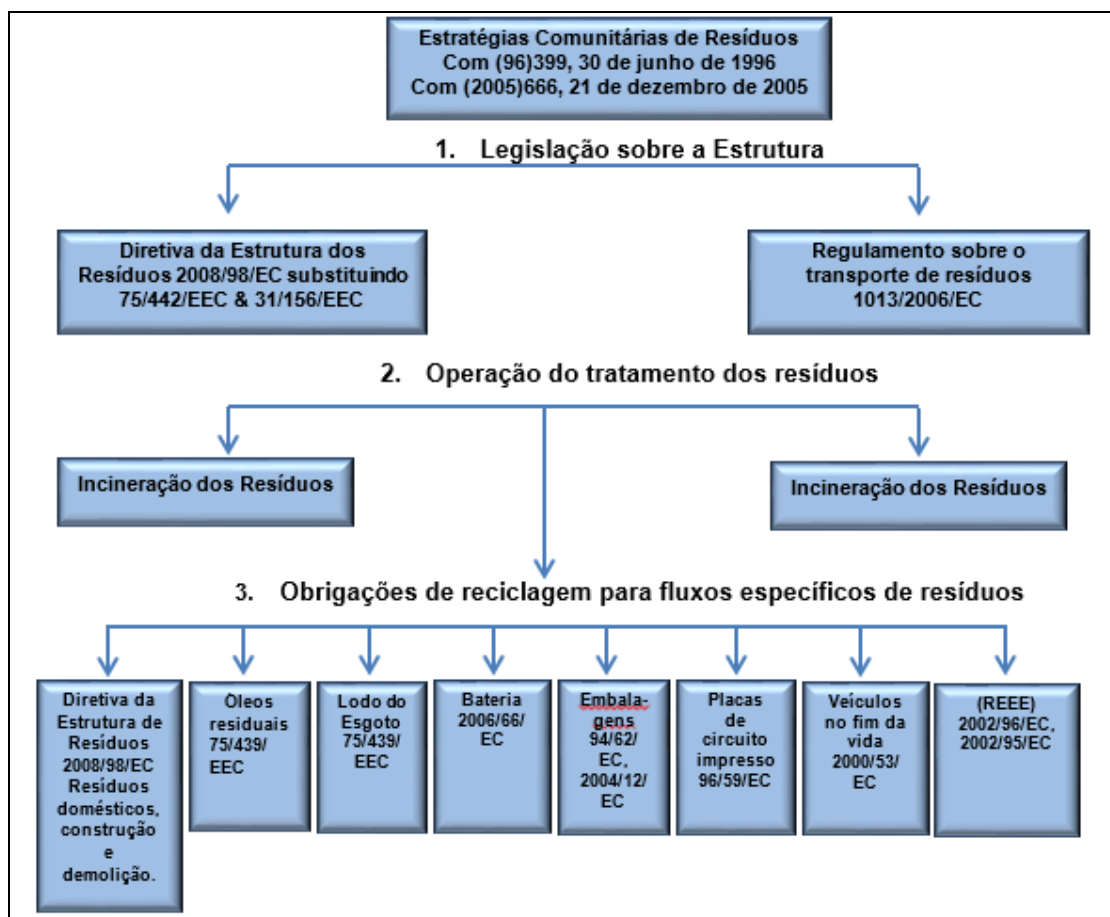 Estratégias Comunitárias de Resíduos
Com (96)399, 30 de junho de 1996
Com (2005)666, 21 de dezembro de 2005
1. Legislação sobre a Estrutura
Diretiva da Estrutura dos
Resíduos 2008/98/EC substituindo
75/442/EEC & 31/156/EEC
Regulamento sobre o
transporte de resíduos
1013/2006/EC
2. Operação do tratamento dos resíduos
Incineração dos Resíduos
Incineração dos Resíduos
3. Obrigações de reciclagem para fluxos específicos de resíduos
Diretiva da
Estrutura de
Resíduos
2008/98/EC
Resíduos
domésticos,
construção
e
demolição.
Óleos
residuais
75/439/
EEC
Lodo do
Esgoto
75/439/
EEC
Bateria
2006/66/
EC
Embala-
gens
94/62/
EC,
2004/12/
EC
Placas
de
circuito
impresso
96/59/EC
Veículos
no fim da
vida
2000/53/
EC
(REEE)
2002/96/EC,
2002/95/EC